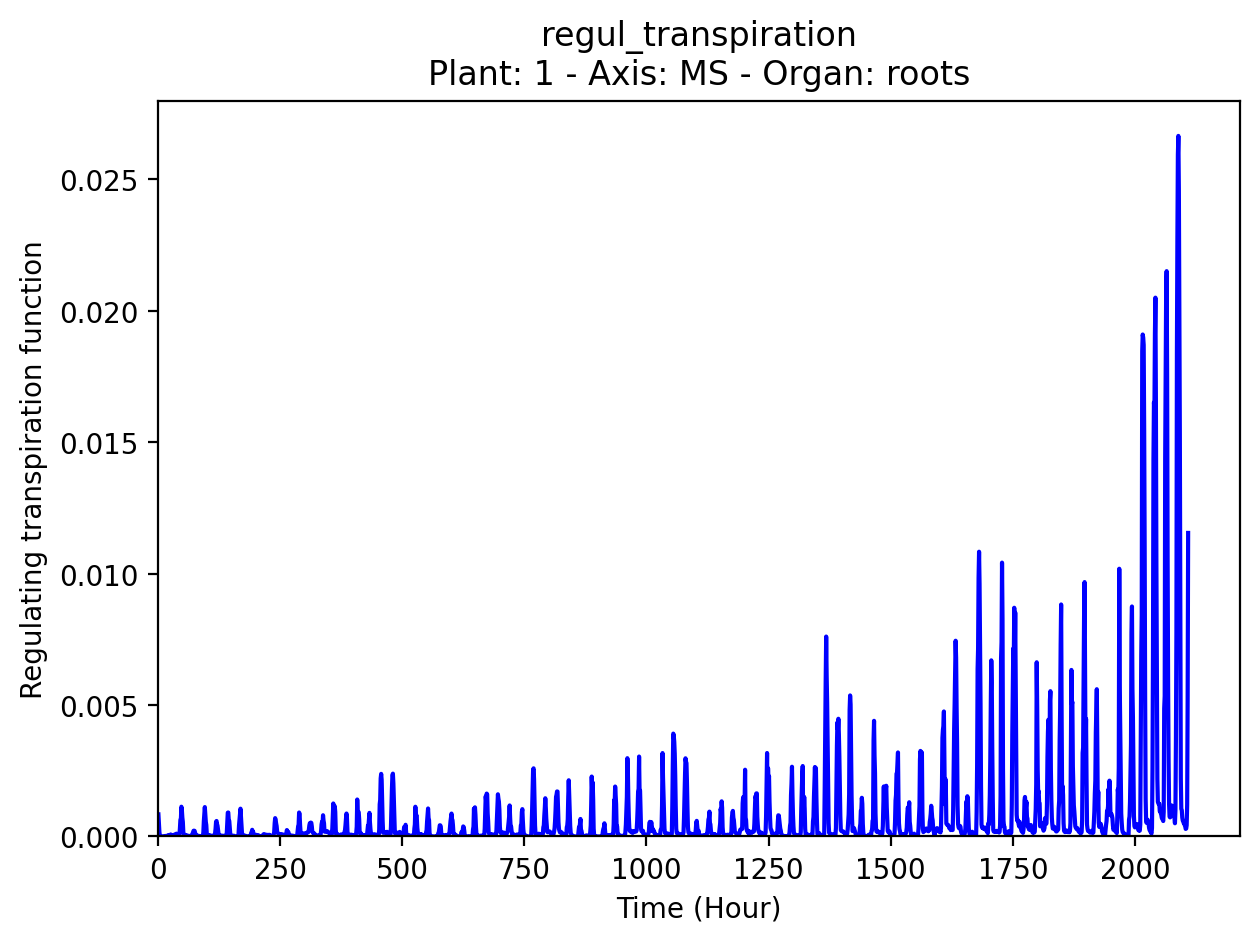 regul_transpiration
Plant: 1 - Axis: MS - Organ: roots
Regulating transpiration function
0.025
0.020
0.015
0.010
0.005
0.000
0 250 500 750 1000 1250 1500 1750 2000
Time (Hour)